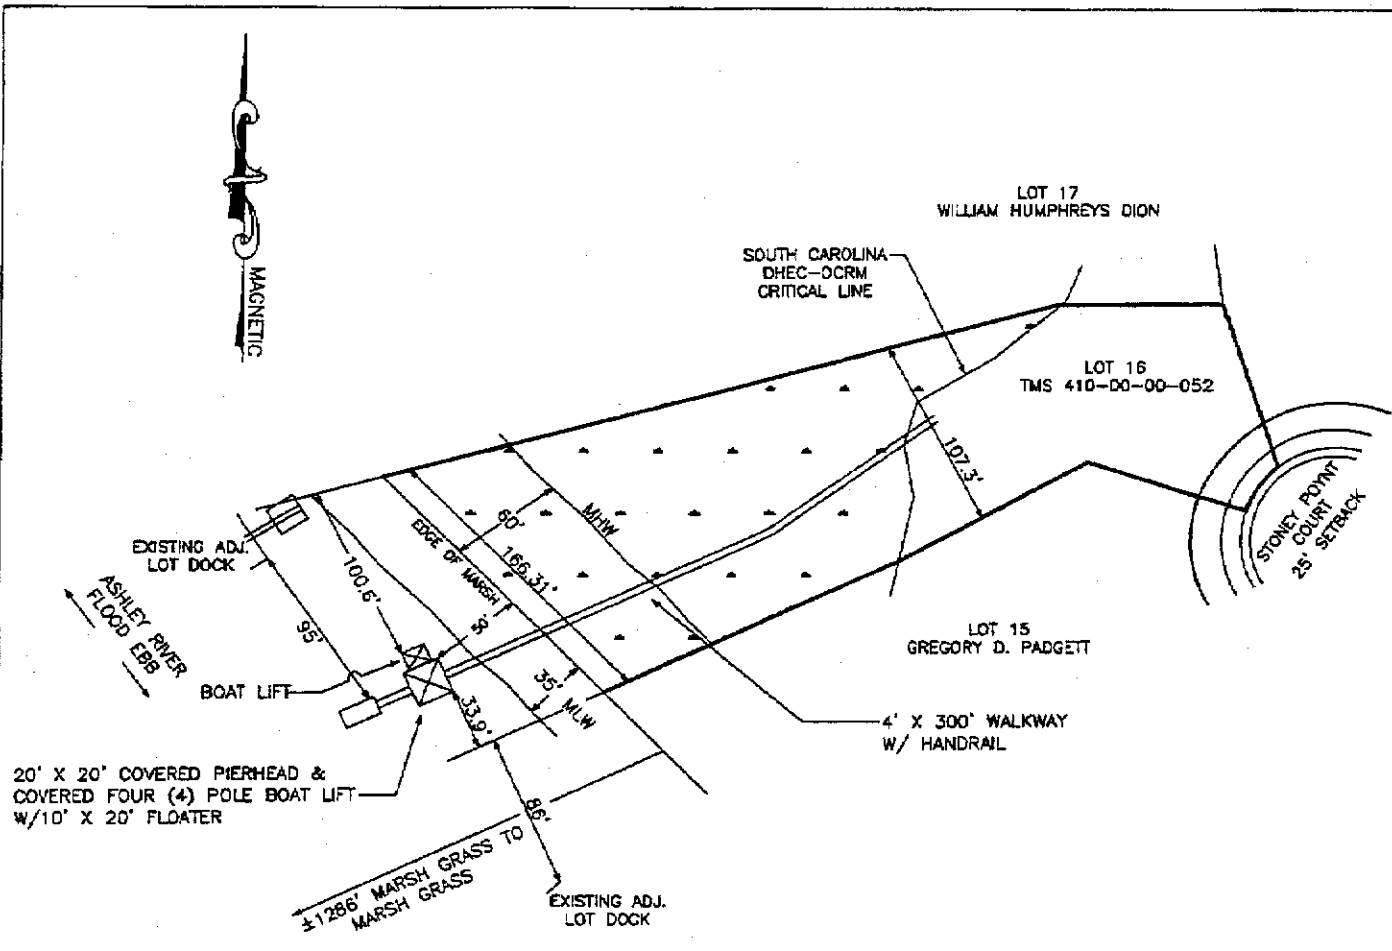 MAGNETIC
LOT 17
WILLIAM HUMPHREYS DION
SOUTH CAROLINA
DHEC-OCRM
CRITICAL LINE
LOT 16
TMS 410-00-00-052
107.3'
STONEY POYNT
COURT
25' SETBACK
MHW
60'
EDGE OF MARSH
166.31'
EXISTING ADJ.
LOT DOCK
100.6'
95'
ASHLEY RIVER
FLOOD EBB
59'
BOAT LIFT
35'
MLW
33.9'
LOT 15
GREGORY D. PADGETT
4' X 300' WALKWAY
W/ HANDRAIL
20' X 20' COVERED PIERHEAD &
COVERED FOUR (4) POLE BOAT LIFT
W/10' X 20' FLOATER
86'
±1286' MARSH GRASS TO
MARSH GRASS
EXISTING ADJ.
LOT DOCK